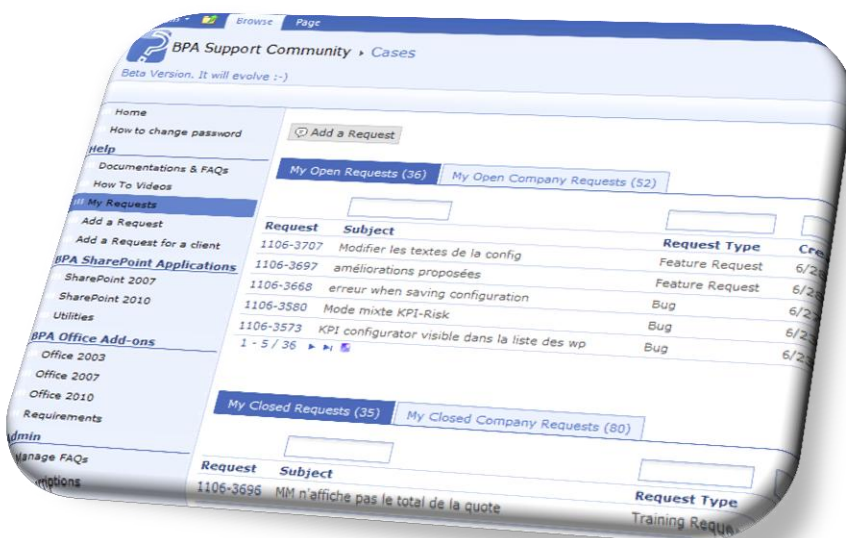 Browse Page
BPA Support Community › Cases
Beta Version. It will evolve :-)
Home
How to change password
Help
Documentations & FAQs
How To Videos
My Requests
Add a Request
Add a Request for a client
BPA SharePoint Applications
SharePoint 2007
SharePoint 2010
Utilities
BPA Office Add-ons
Office 2003
Office 2007
Office 2010
Requirements
Manage FAQs
Add a Request
My Open Requests (36) My Open Company Requests (52)
Request Subject Request Type
1106-3707 Modifier les textes de la config Feature Request
1106-3697 améliorations proposées Feature Request
1106-3668 erreur when saving configuration Bug
1106-3580 Mode mixte KPI-Risk Bug
1106-3573 KPI configurator visible dans la liste des wp Bug
1 - 5 / 36
My Closed Requests (35) My Closed Company Requests (80)
Request Subject Request Type
1106-3696 MM n'affiche pas le total de la quote Training